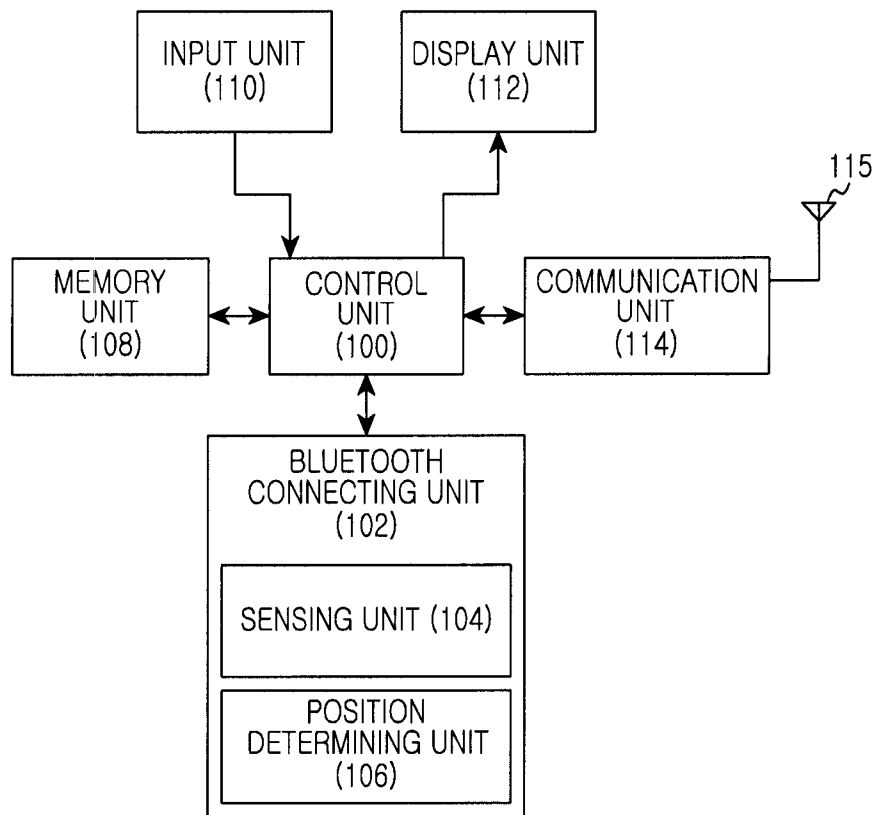 INPUT UNIT
(110)
DISPLAY UNIT
(112)
115
MEMORY
UNIT
(108)
CONTROL
UNIT
(100)
COMMUNICATION
UNIT
(114)
BLUETOOTH
CONNECTING UNIT
(102)
SENSING UNIT (104)
POSITION
DETERMINING UNIT
(106)